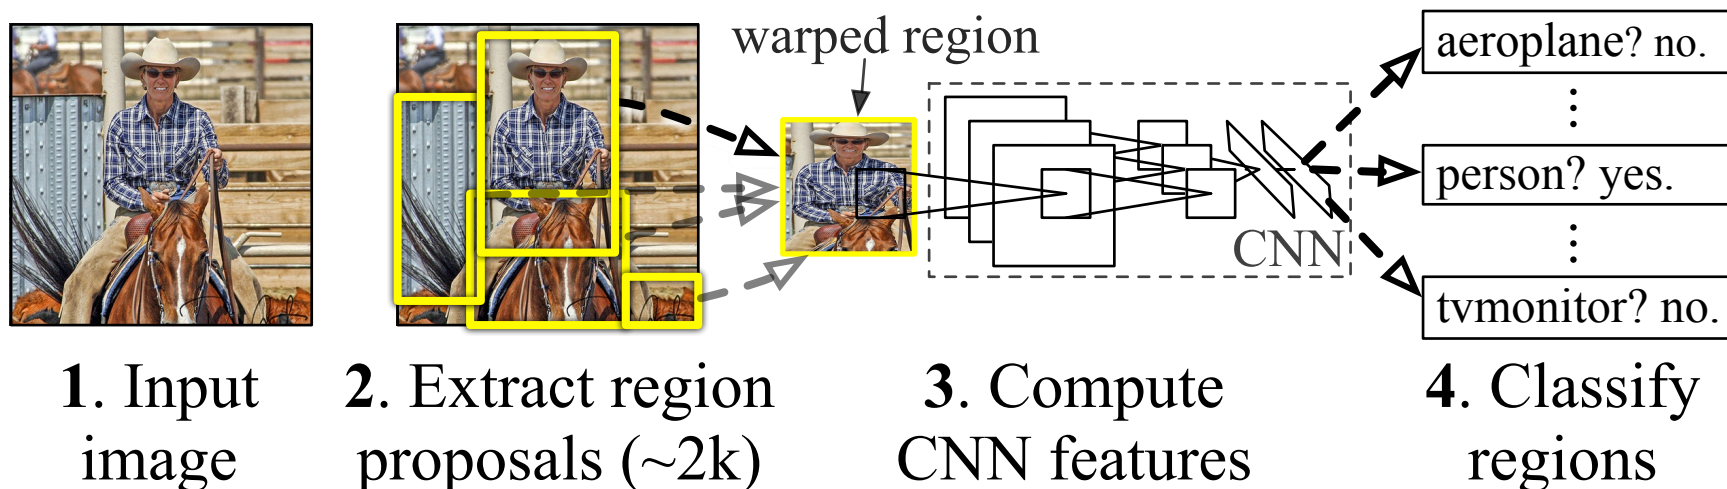 warped region
aeroplane? no.
person? yes.
CNN
tvmonitor? no.
1. Input
image
2. Extract region
proposals (~2k)
3. Compute
CNN features
4. Classify
regions